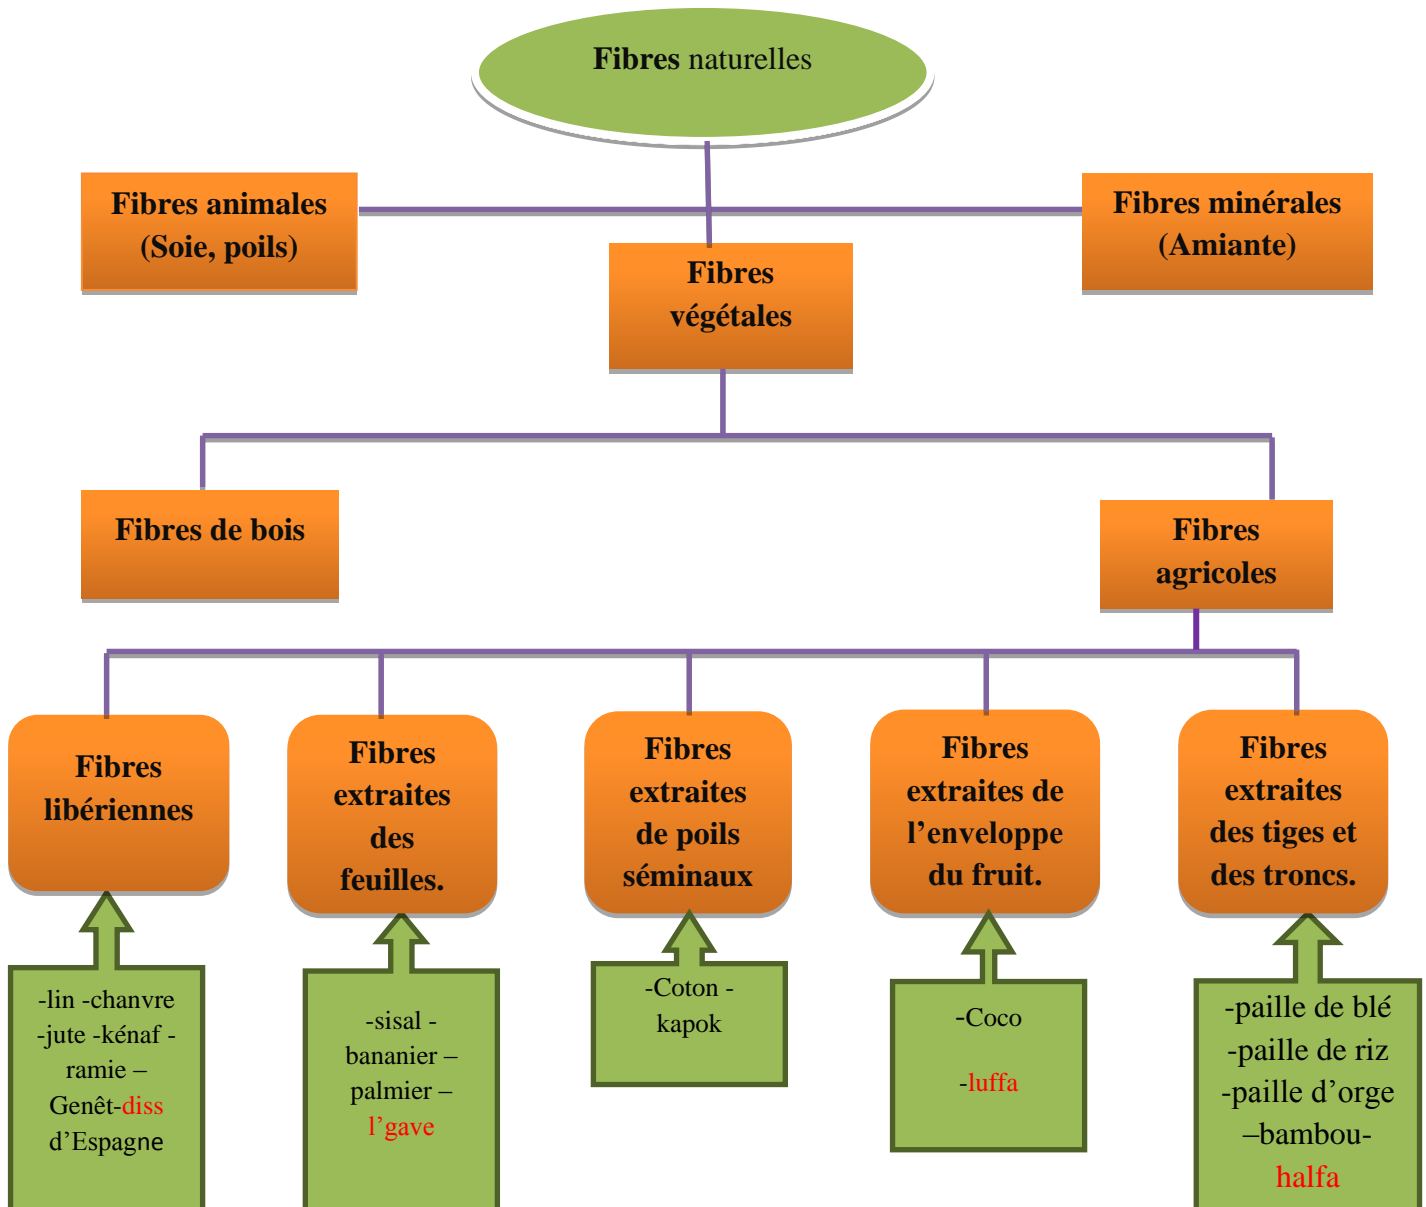 Fibres naturelles
Fibres animales
(Soie, poils)
Fibres minérales
(Amiante)
Fibres
végétales
Fibres de bois
Fibres
agricoles
Fibres
libériennes
Fibres
extraites
des
feuilles.
Fibres
extraites
de poils
séminaux
Fibres
extraites de
l’enveloppe
du fruit.
Fibres
extraites
des tiges et
des troncs.
-lin -chanvre
-jute -kénaf -
ramie –
Genêt-diss
d’Espagne
-sisal -
bananier –
palmier –
l’gave
-Coton -
kapok
-Coco
-luffa
-paille de blé
-paille de riz
-paille d’orge
–bambou-
halfa